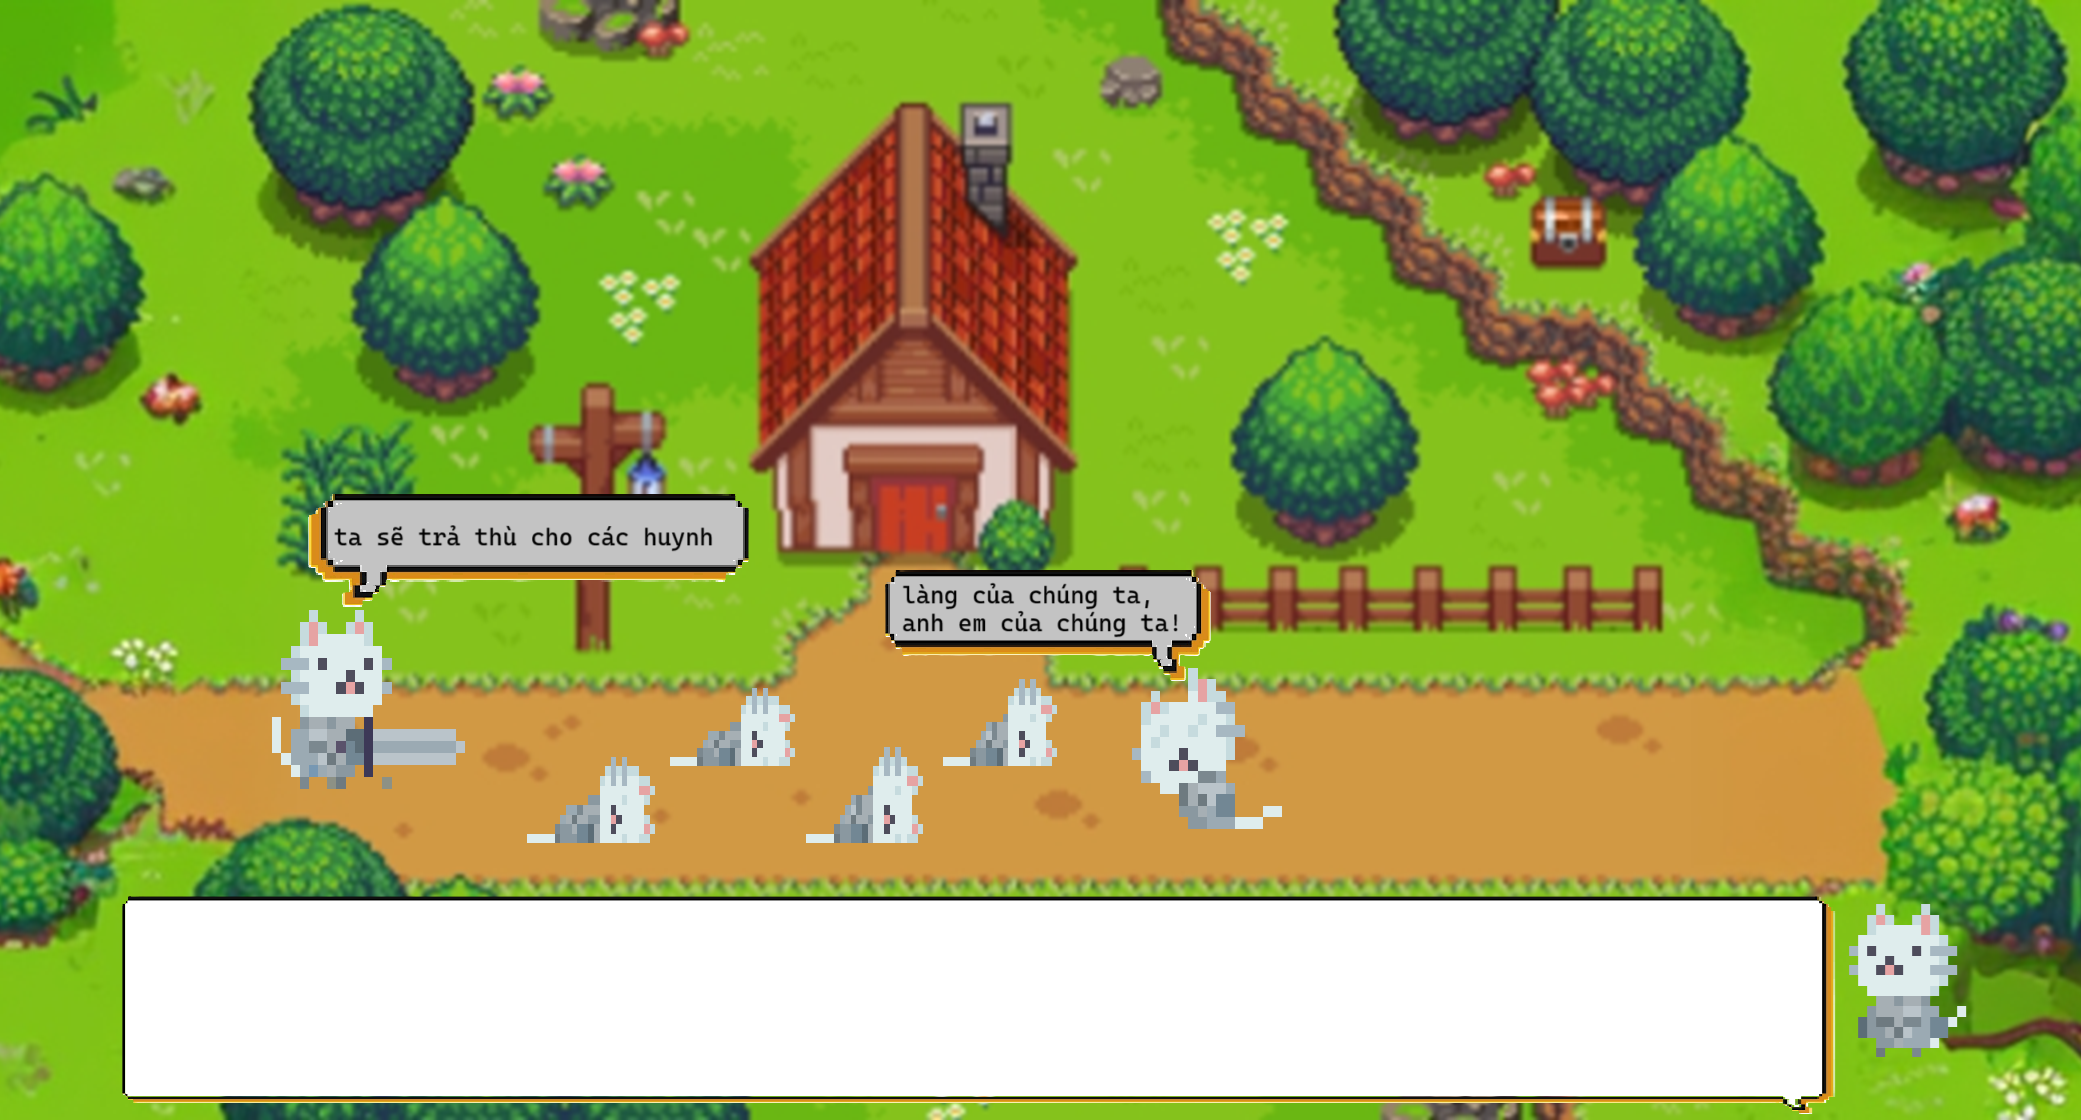 ta sẽ trả thù cho các huynh
làng của chúng ta,
anh em của chúng ta!